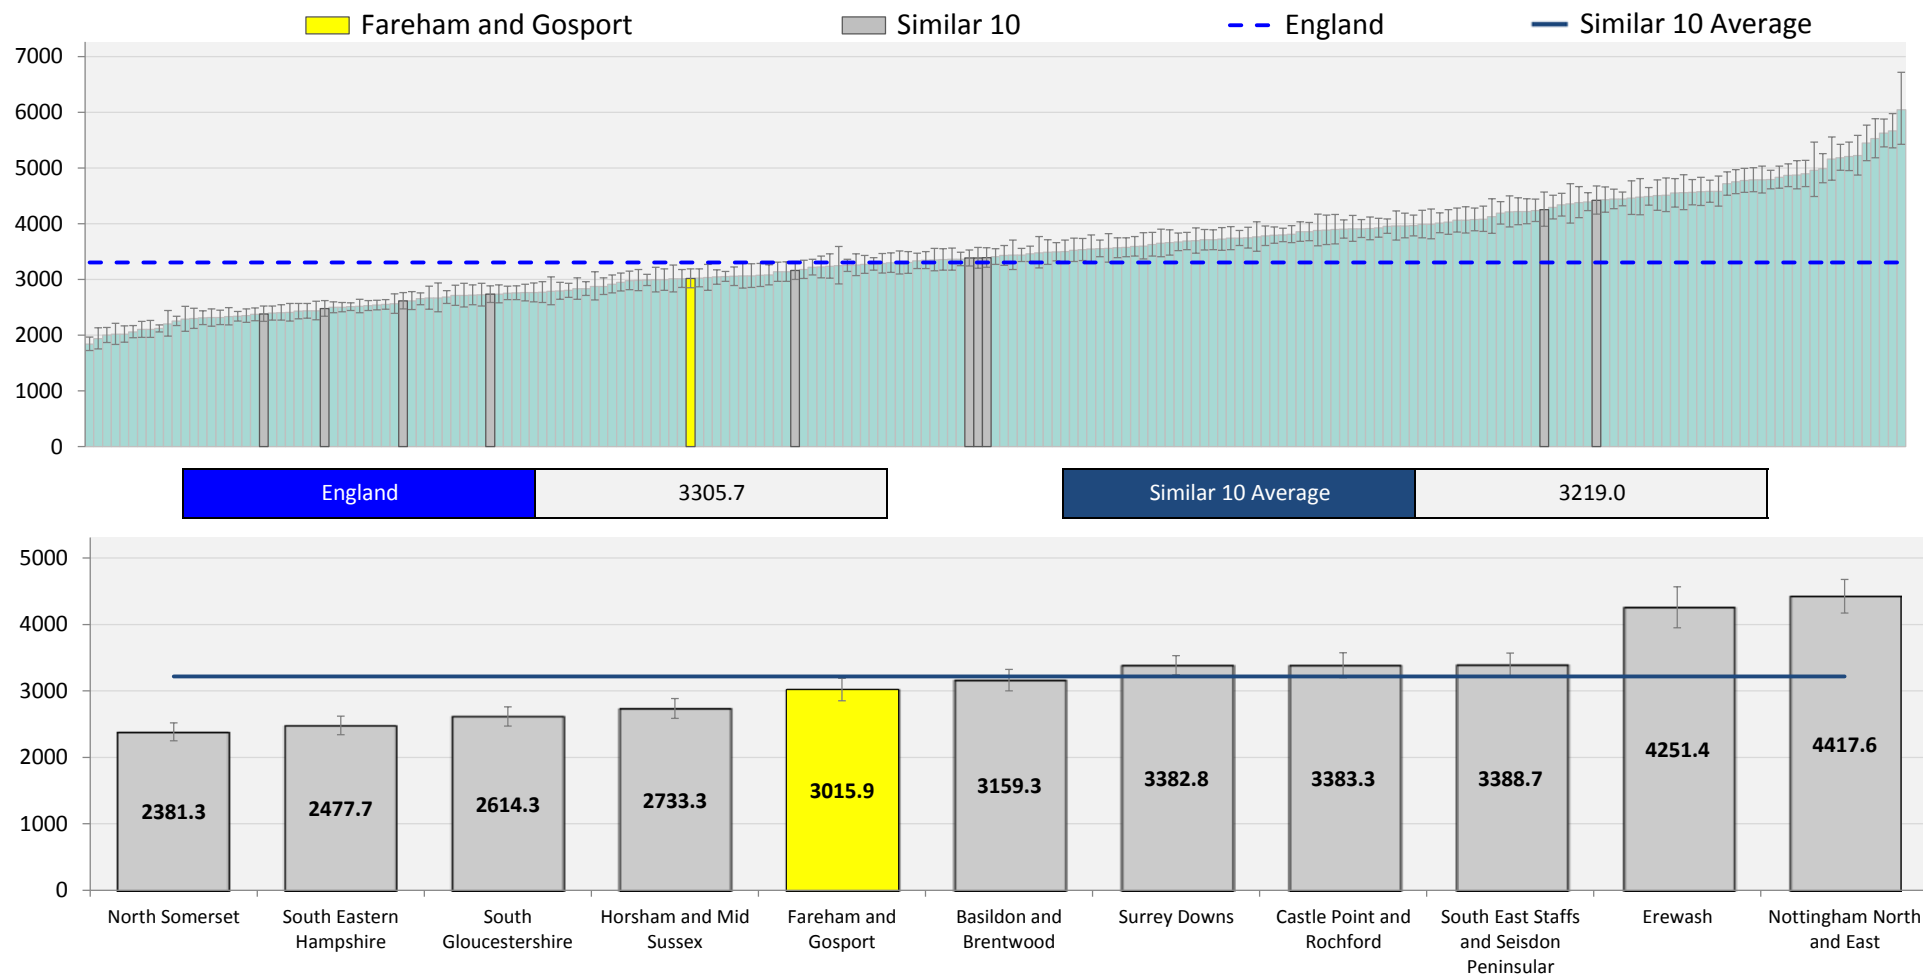 Fareham and Gosport
Similar 10
England
Similar 10 Average
7000
6000
5000
4000
3000
2000
1000
0
England
3305.7
Similar 10 Average
3219.0
5000
4000
3000
2000
1000
0
2381.3
2477.7
2614.3
2733.3
3015.9
3159.3
3382.8
3383.3
3388.7
4251.4
4417.6
North Somerset
South Eastern
Hampshire
South
Gloucestershire
Horsham and Mid
Sussex
Fareham and
Gosport
Basildon and
Brentwood
Surrey Downs
Castle Point and
Rochford
South East Staffs
and Seisdon
Peninsular
Erewash
Nottingham North
and East